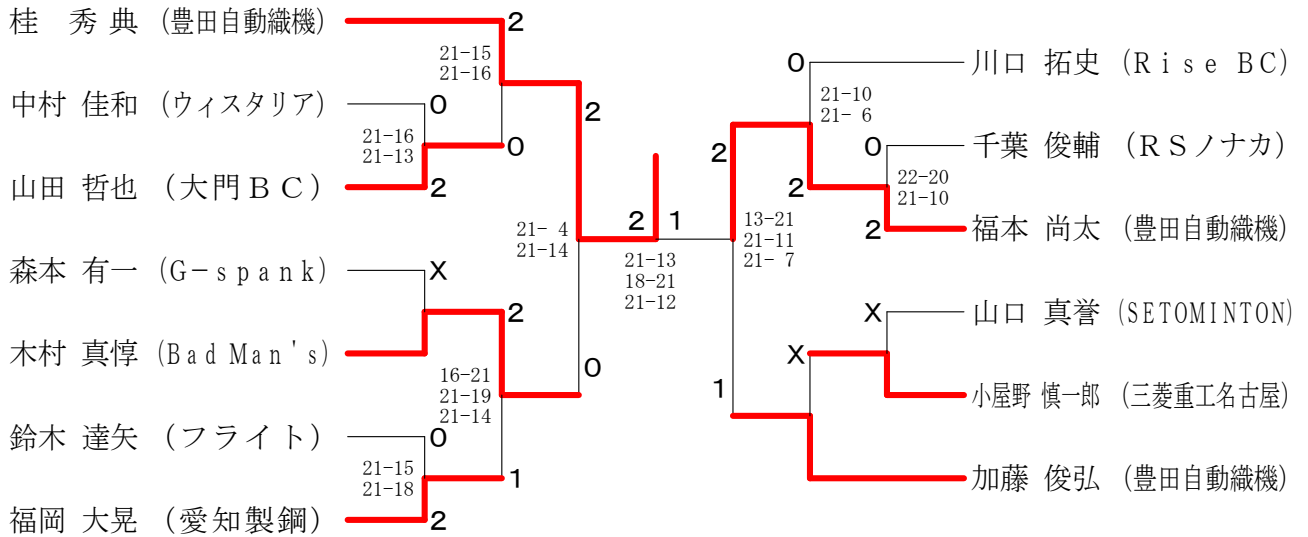 桂 秀典 (豊田自動織機)
2
21-15
21-16
中村 佳和 (ウィスタリア)
0
21-16
21-13
0
山田 哲也 (大門BC)
2
2
21- 4
21-14
森本 有一 (G-spank)
X
2
木村 真惇 (Bad Man's)
16-21
21-19
21-14
0
鈴木 達矢 (フライト)
0
21-15
21-18
1
福岡 大晃 (愛知製鋼)
2
2
1
21-13
18-21
21-12
0
川口 拓史 (Rise BC)
21-10
21- 6
2
0
千葉 俊輔 (RSノナカ)
2
22-20
21-10
2
福本 尚太 (豊田自動織機)
13-21
21-11
21- 7
X
山口 真誉 (SETOMINTON)
X
1
小屋野 慎一郎 (三菱重工名古屋)
加藤 俊弘 (豊田自動織機)